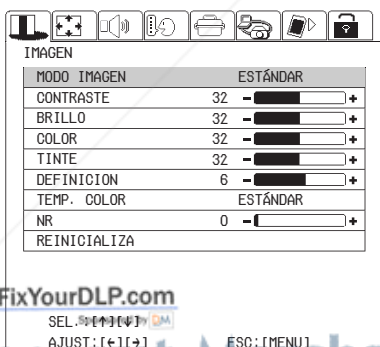 IMAGEN
MODO IMAGEN ESTÁNDAR
CONTRASTE 32 - +
BRILLO 32 - +
COLOR 32 - +
TINTE 32 - +
DEFINICION 6 - +
TEMP. COLOR ESTÁNDAR
NR 0 - +
REINICIALIZA
FixYourDLP.com
SEL.:[↑][↓]
AJUST:[←][→] ESC:[MENU]